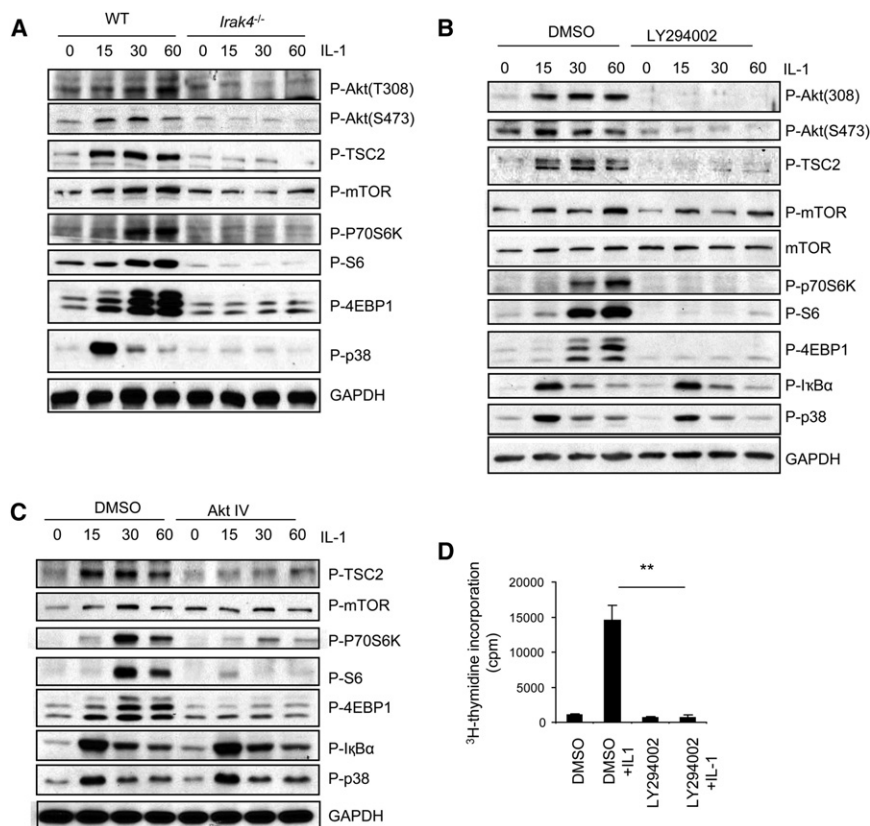 A
WT Irak4-/-
0 15 30 60 0 15 30 60 IL-1
P-Akt(T308)
P-Akt(S473)
P-TSC2
P-mTOR
P-P70S6K
P-S6
P-4EBP1
P-p38
GAPDH
B
DMSO LY294002
0 15 30 60 0 15 30 60 IL-1
P-Akt(308)
P-Akt(S473)
P-TSC2
P-mTOR
mTOR
P-p70S6K
P-S6
P-4EBP1
P-IκBα
P-p38
GAPDH
C
DMSO Akt IV
0 15 30 60 0 15 30 60 IL-1
P-TSC2
P-mTOR
P-P70S6K
P-S6
P-4EBP1
P-IκBα
P-p38
GAPDH
D
³H-thymidine incorporation
(cpm)
20000
15000
10000
5000
0
**
DMSO
DMSO
+IL1
LY294002
LY294002
+IL-1